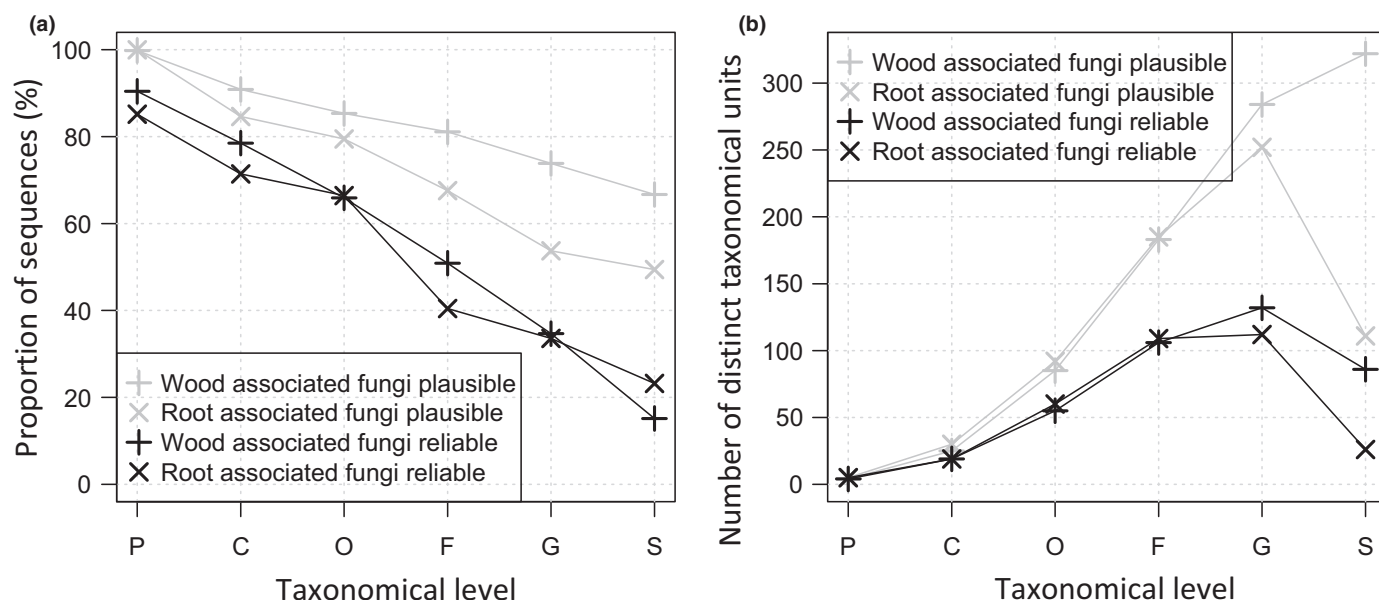 (a)
Proportion of sequences (%)
100
80
60
40
20
0
Wood associated fungi plausible
Root associated fungi plausible
Wood associated fungi reliable
Root associated fungi reliable
P C O F G S
Taxonomical level
(b)
Number of distinct taxonomical units
300
250
200
150
100
50
0
Wood associated fungi plausible
Root associated fungi plausible
Wood associated fungi reliable
Root associated fungi reliable
P C O F G S
Taxonomical level